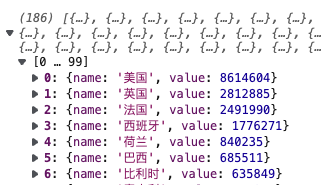 (186) [{…}, {…}, {…}, {…}, {…}, {…}, {…},
{…}, {…}, {…}, {…}, {…}, {…}, {…}, {…},
{…}, {…}, {…}, {…}, {…}, {…}, {…}, {…},
[0 … 99]
0: {name: '美国', value: 8614604}
1: {name: '英国', value: 2812885}
2: {name: '法国', value: 2491990}
3: {name: '西班牙', value: 1776271}
4: {name: '荷兰', value: 840235}
5: {name: '巴西', value: 685511}
6: {name: '比利时', value: 635849}